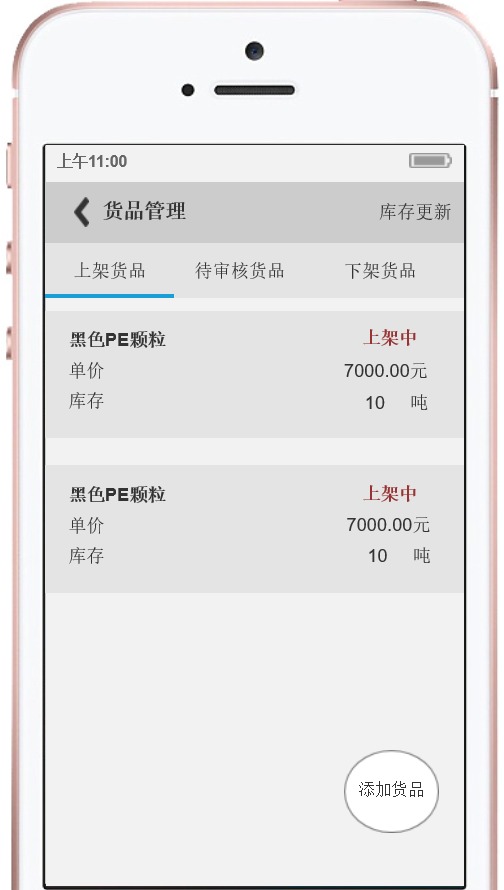 上午11:00
货品管理 库存更新
上架货品 待审核货品 下架货品
黑色PE颗粒 上架中
单价 7000.00元
库存 10 吨
黑色PE颗粒 上架中
单价 7000.00元
库存 10 吨
添加货品